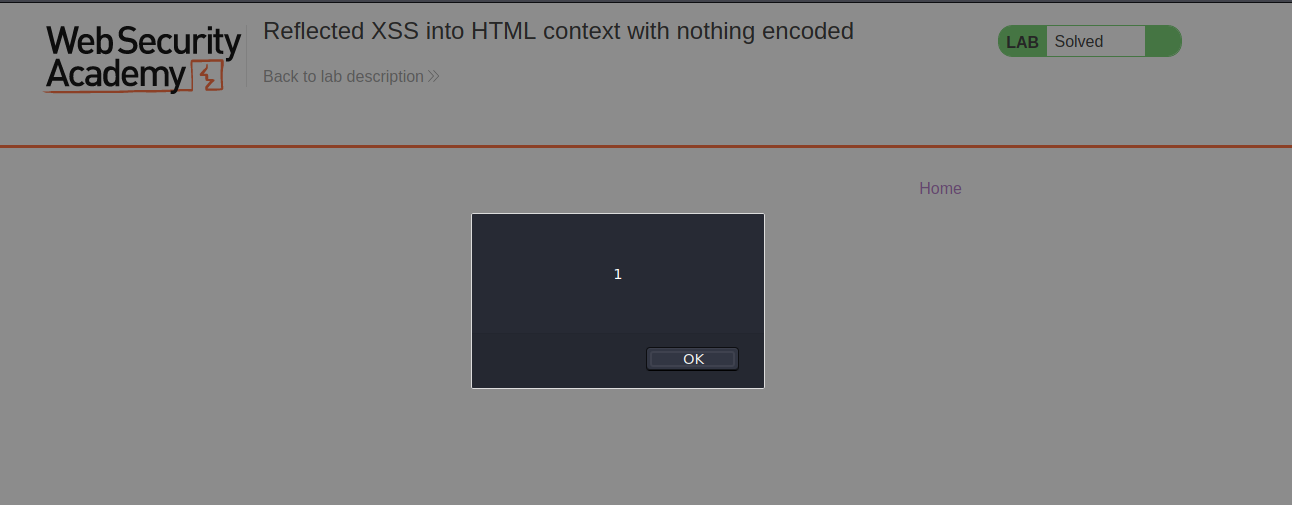 Web Security
Academy
Reflected XSS into HTML context with nothing encoded
Back to lab description
LAB Solved
Home
1
OK